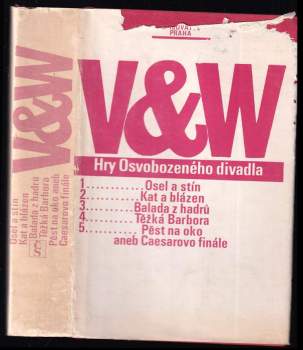 PRAHA
V&W
Hry Osvobozeného divadla
1............Osel a stín
2............Kat a blázen
3..........Balada z hadrů
4..........Těžká Barbora
5............Pěst na oko
aneb Caesarovo finále
V&W
Osel a stín
Kat a blázen
Balada z hadrů
Těžká Barbora
Pěst na oko aneb
Caesarovo finále